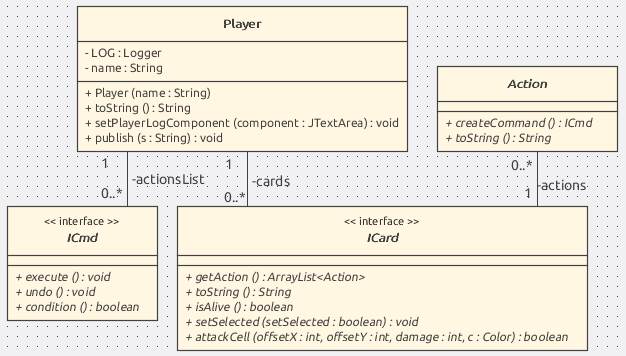 Player
- LOG : Logger
- name : String
+ Player (name : String)
+ toString () : String
+ setPlayerLogComponent (component : JTextArea) : void
+ publish (s : String) : void
Action
+ createCommand () : ICmd
+ toString () : String
1
-actionsList
0..*
1
-cards
0..*
0..*
-actions
1
<< interface >>
ICmd
+ execute () : void
+ undo () : void
+ condition () : boolean
<< interface >>
ICard
+ getAction () : ArrayList<Action>
+ toString () : String
+ isAlive () : boolean
+ setSelected (setSelected : boolean) : void
+ attackCell (offsetX : int, offsetY : int, damage : int, c : Color) : boolean